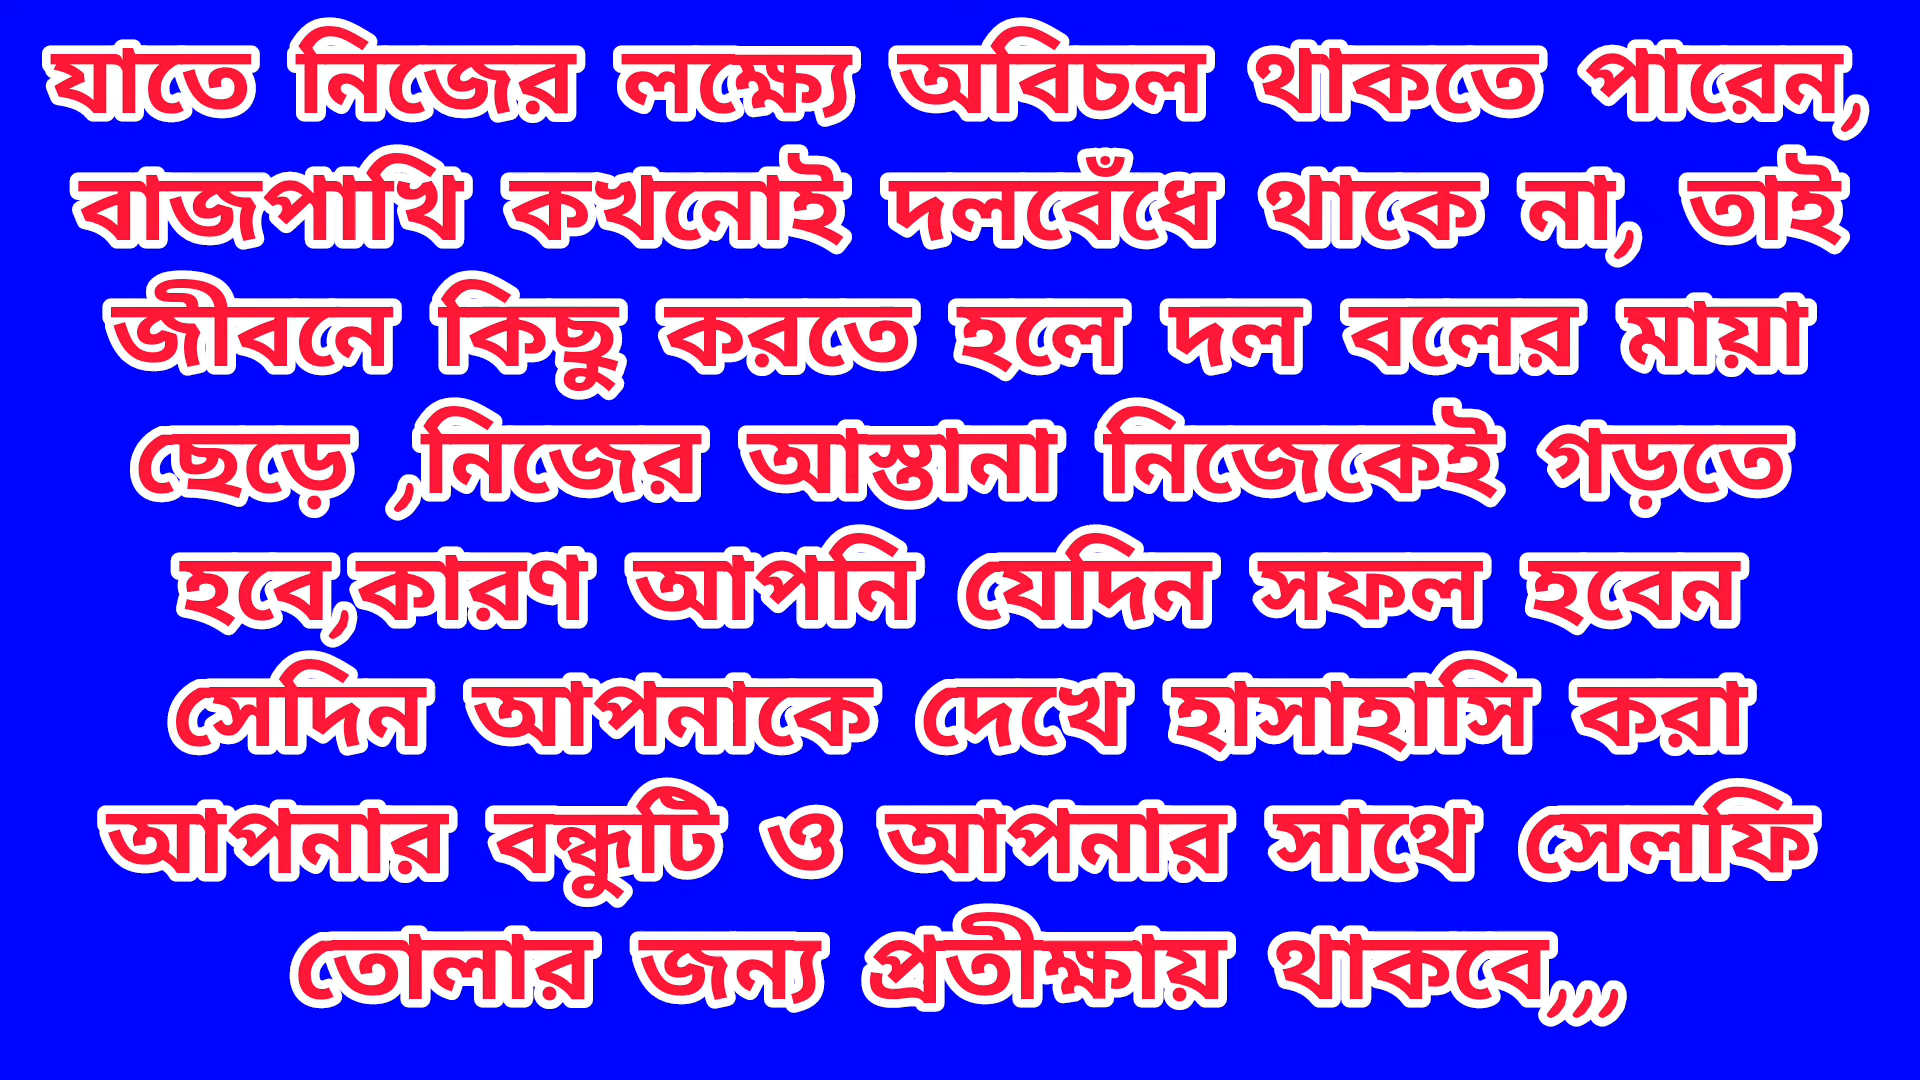 যাতে নিজের লক্ষ্যে অবিচল থাকতে পারেন,
বাজপাখি কখনোই দলবেঁধে থাকে না, তাই
জীবনে কিছু করতে হলে দল বলের মায়া
ছেড়ে ,নিজের আস্তানা নিজেকেই গড়তে
হবে,কারণ আপনি যেদিন সফল হবেন
সেদিন আপনাকে দেখে হাসাহাসি করা
আপনার বন্ধুটি ও আপনার সাথে সেলফি
তোলার জন্য প্রতীক্ষায় থাকবে,,,